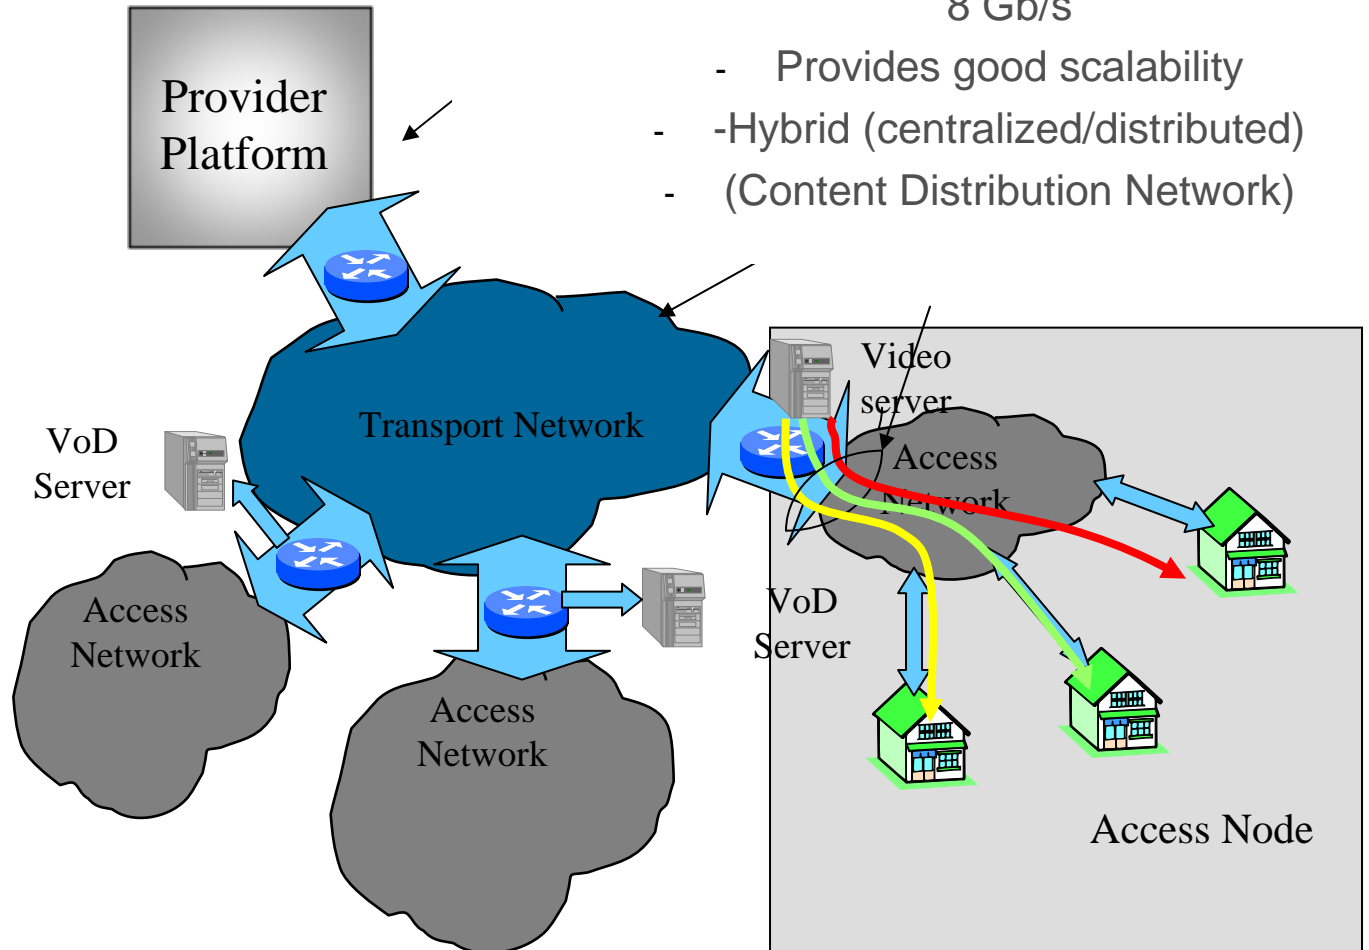 8 Gb/s
- Provides good scalability
- -Hybrid (centralized/distributed)
- (Content Distribution Network)
Provider
Platform
Video
server
Transport Network
VoD
Server
Access
Network
Access
Network
VoD
Server
Access
Network
Access Node